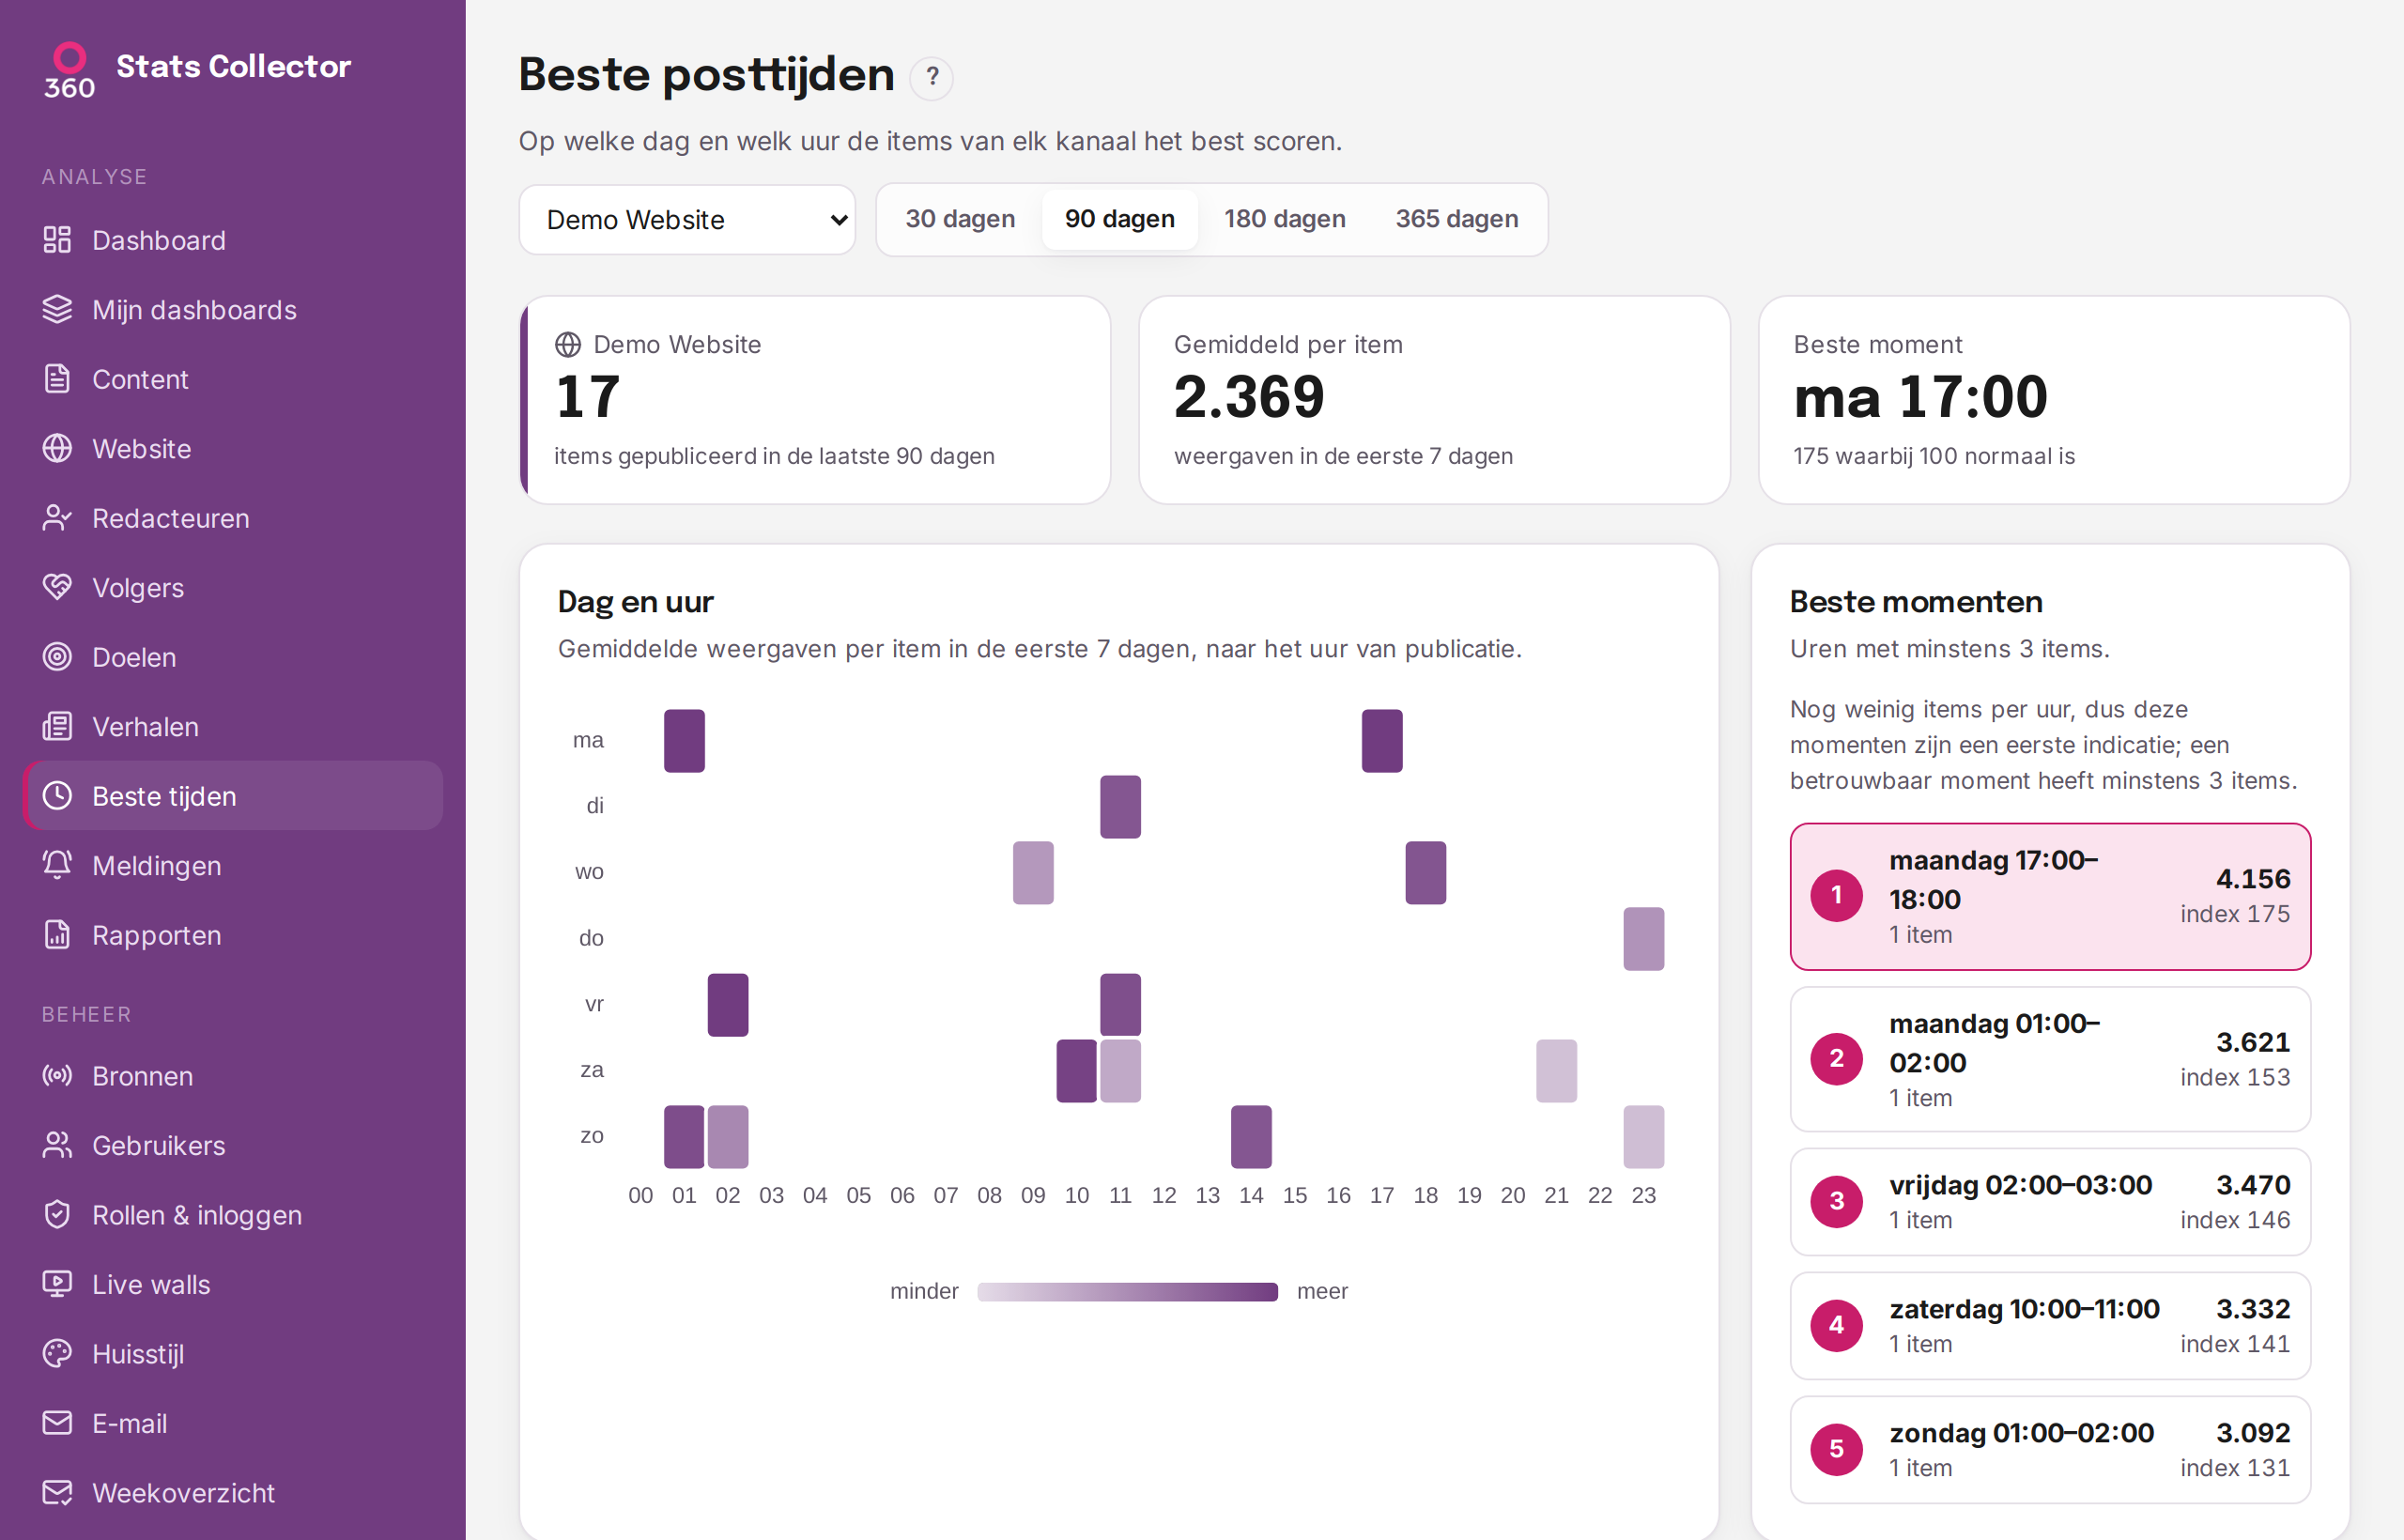 360
Stats Collector
ANALYSE
Dashboard
Mijn dashboards
Content
Website
Redacteuren
Volgers
Doelen
Verhalen
Beste tijden
Meldingen
Rapporten
BEHEER
Bronnen
Gebruikers
Rollen & inloggen
Live walls
Huisstijl
E-mail
Weekoverzicht
Beste posttijden ?
Op welke dag en welk uur de items van elk kanaal het best scoren.
Demo Website
30 dagen 90 dagen 180 dagen 365 dagen
Demo Website
17
items gepubliceerd in de laatste 90 dagen
Gemiddeld per item
2.369
weergaven in de eerste 7 dagen
Beste moment
ma 17:00
175 waarbij 100 normaal is
Dag en uur
Gemiddelde weergaven per item in de eerste 7 dagen, naar het uur van publicatie.
ma
di
wo
do
vr
za
zo
00 01 02 03 04 05 06 07 08 09 10 11 12 13 14 15 16 17 18 19 20 21 22 23
minder meer
Beste momenten
Uren met minstens 3 items.
Nog weinig items per uur, dus deze
momenten zijn een eerste indicatie; een
betrouwbaar moment heeft minstens 3 items.
1
maandag 17:00–
18:00
1 item
4.156
index 175
2
maandag 01:00–
02:00
1 item
3.621
index 153
3
vrijdag 02:00–03:00
1 item
3.470
index 146
4
zaterdag 10:00–11:00
1 item
3.332
index 141
5
zondag 01:00–02:00
1 item
3.092
index 131